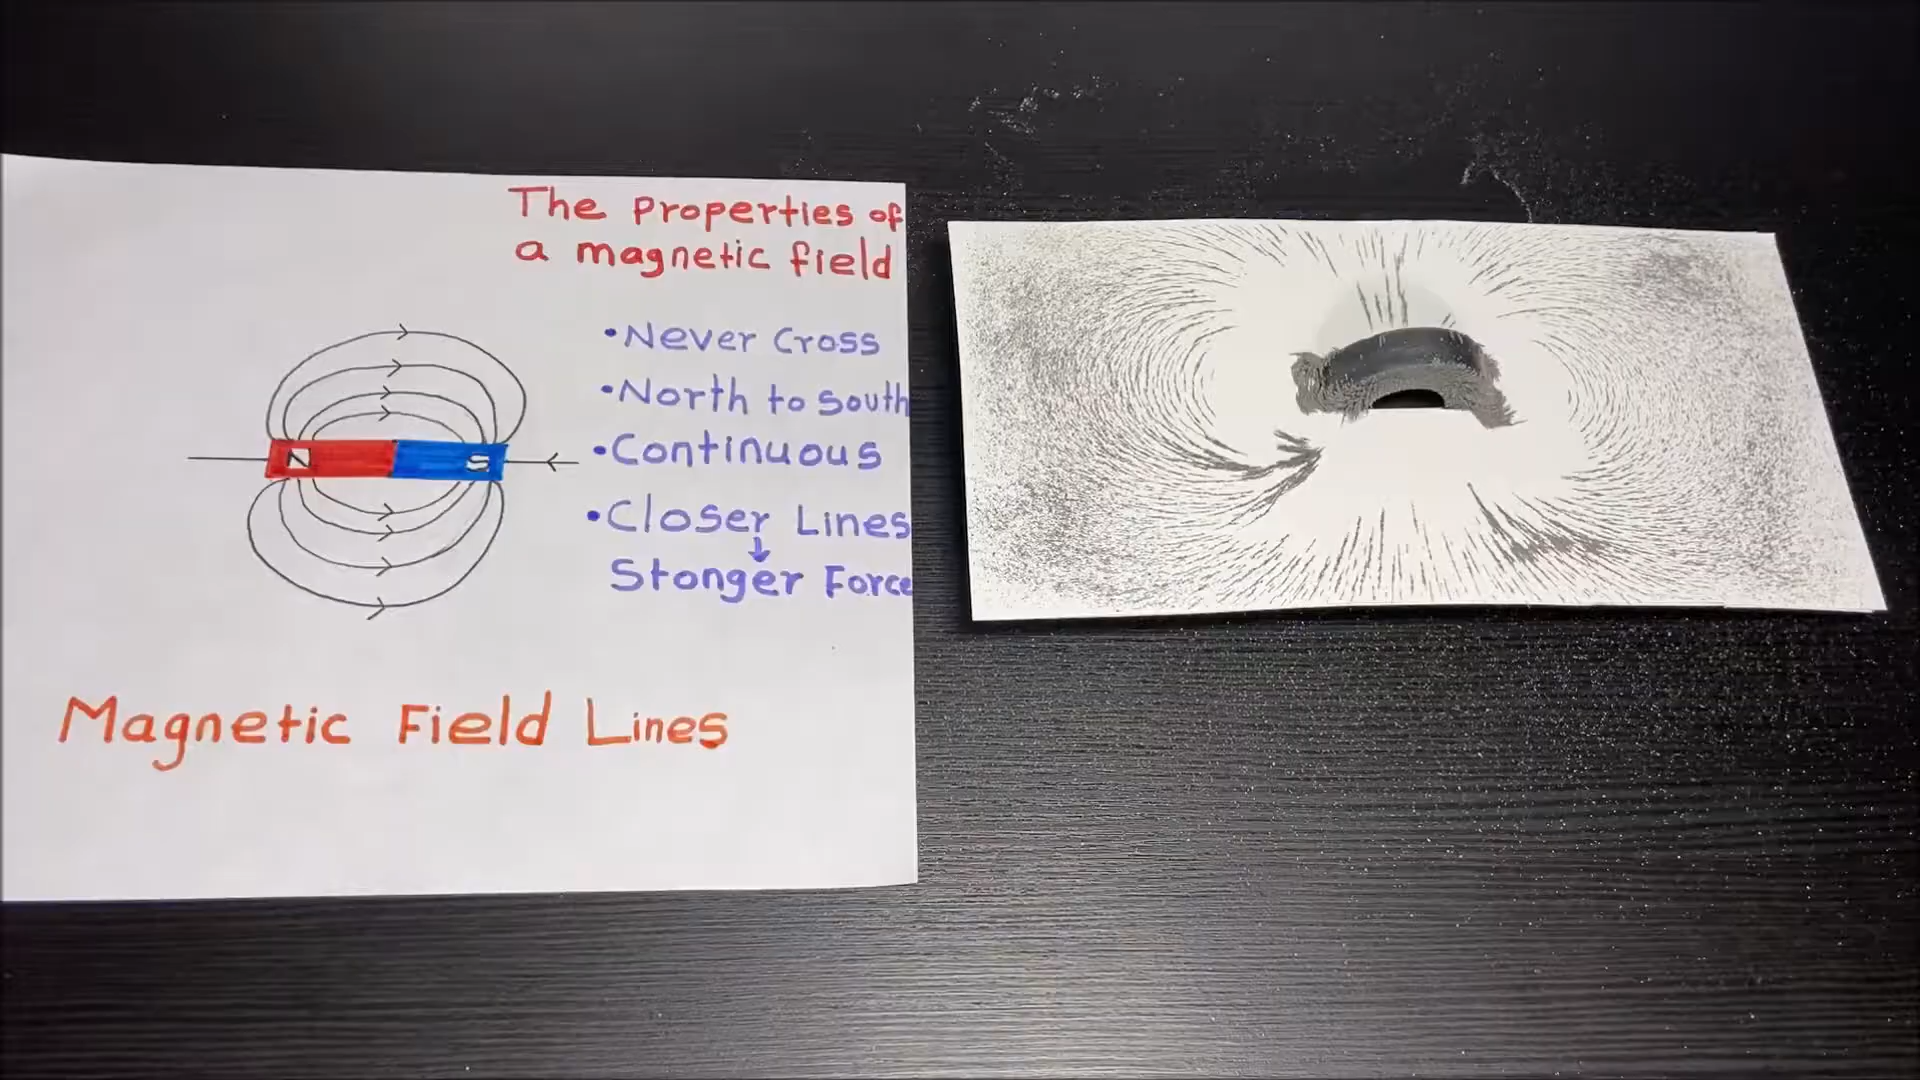 The properties of
a magnetic field
•Never Cross
•North to south
•Continuous
•Closer Lines
Stonger Force
N
S
Magnetic Field Lines